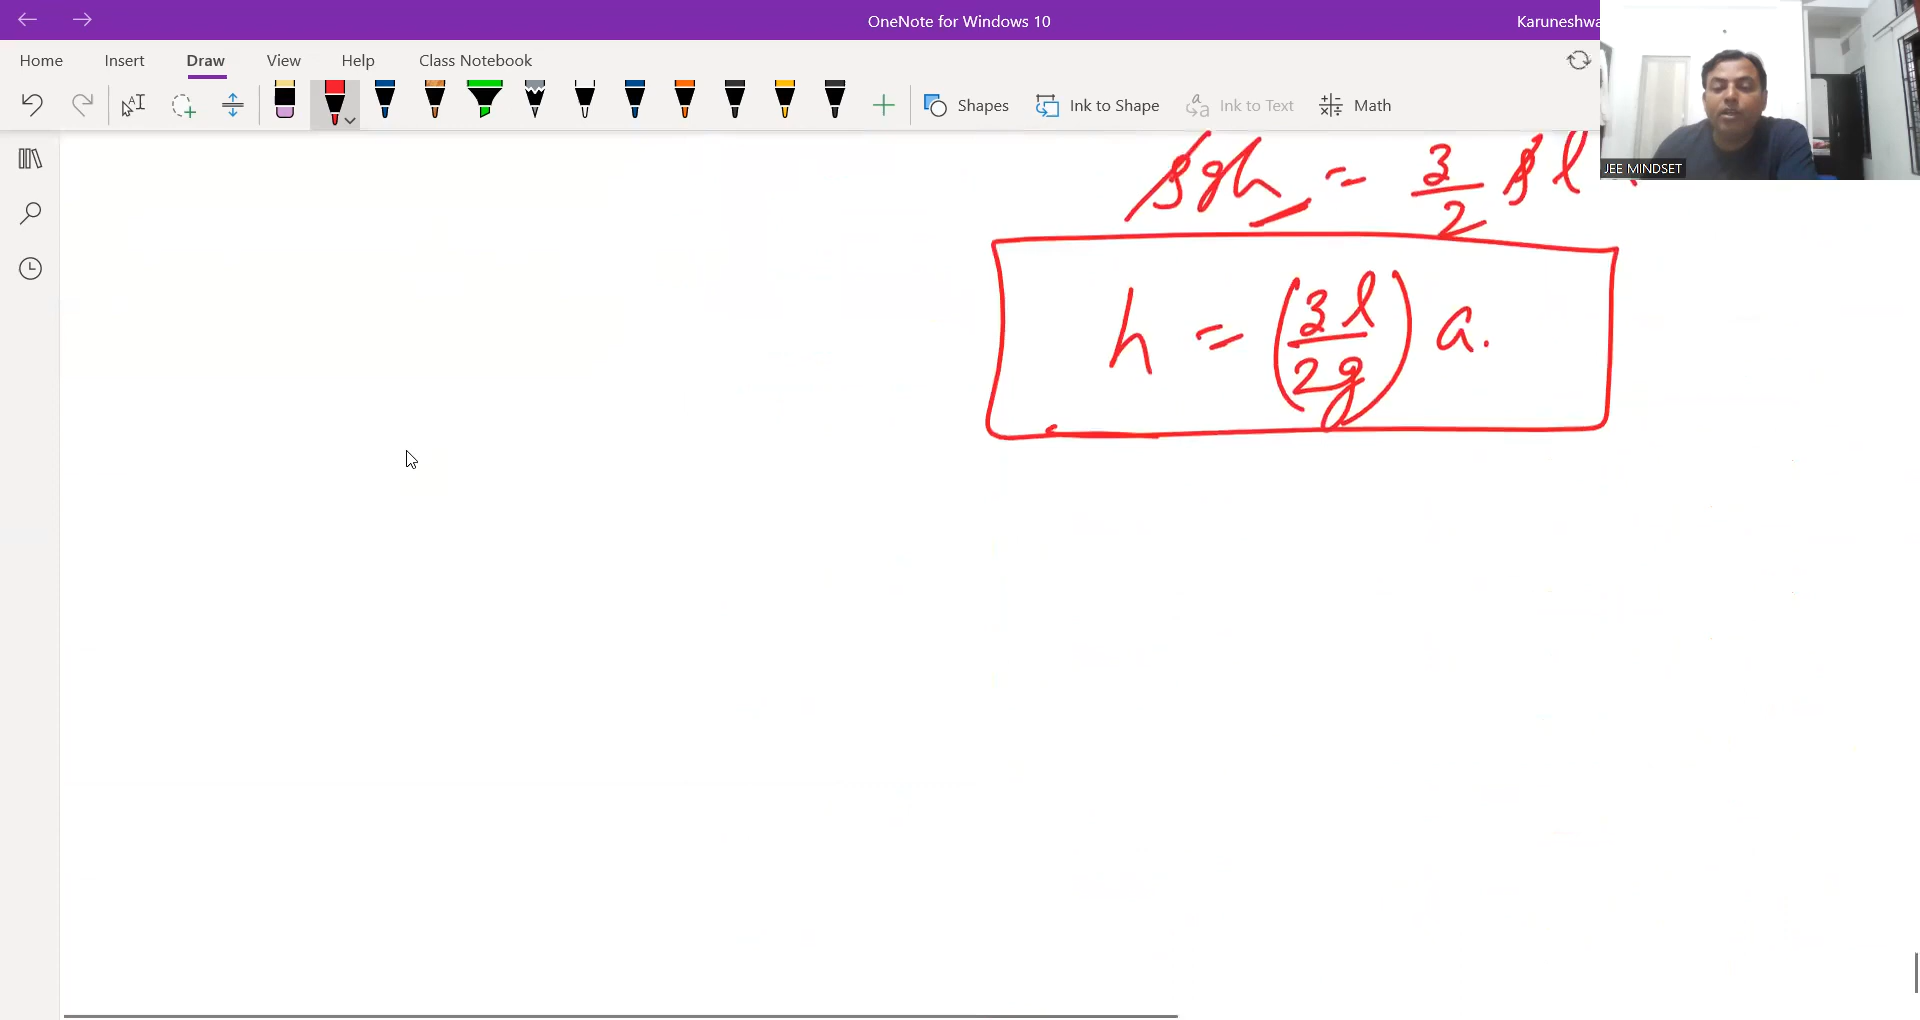 OneNote for Windows 10
Karuneshwa
Home Insert Draw View Help Class Notebook
Shapes Ink to Shape Ink to Text Math
JEE MINDSET
ρgh = 3/2 ρ l
h = (3l/2g) a.